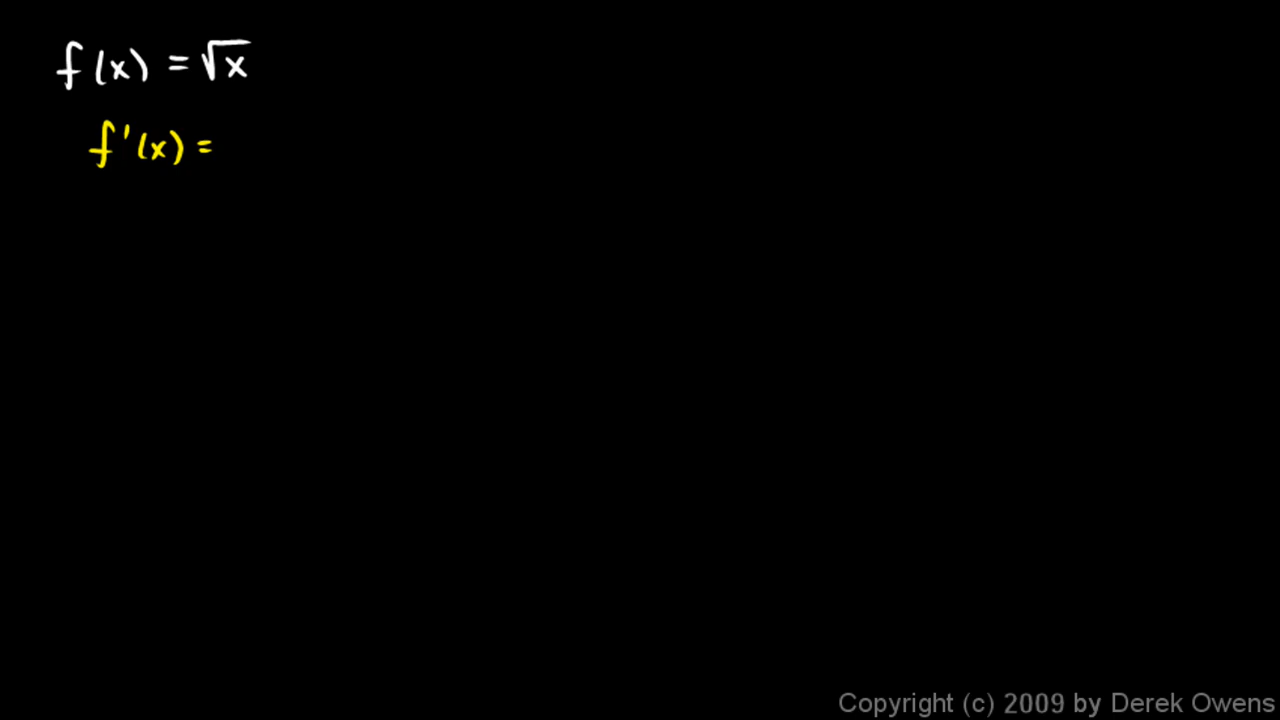 f(x) = √x
f'(x) =
Copyright (c) 2009 by Derek Owens